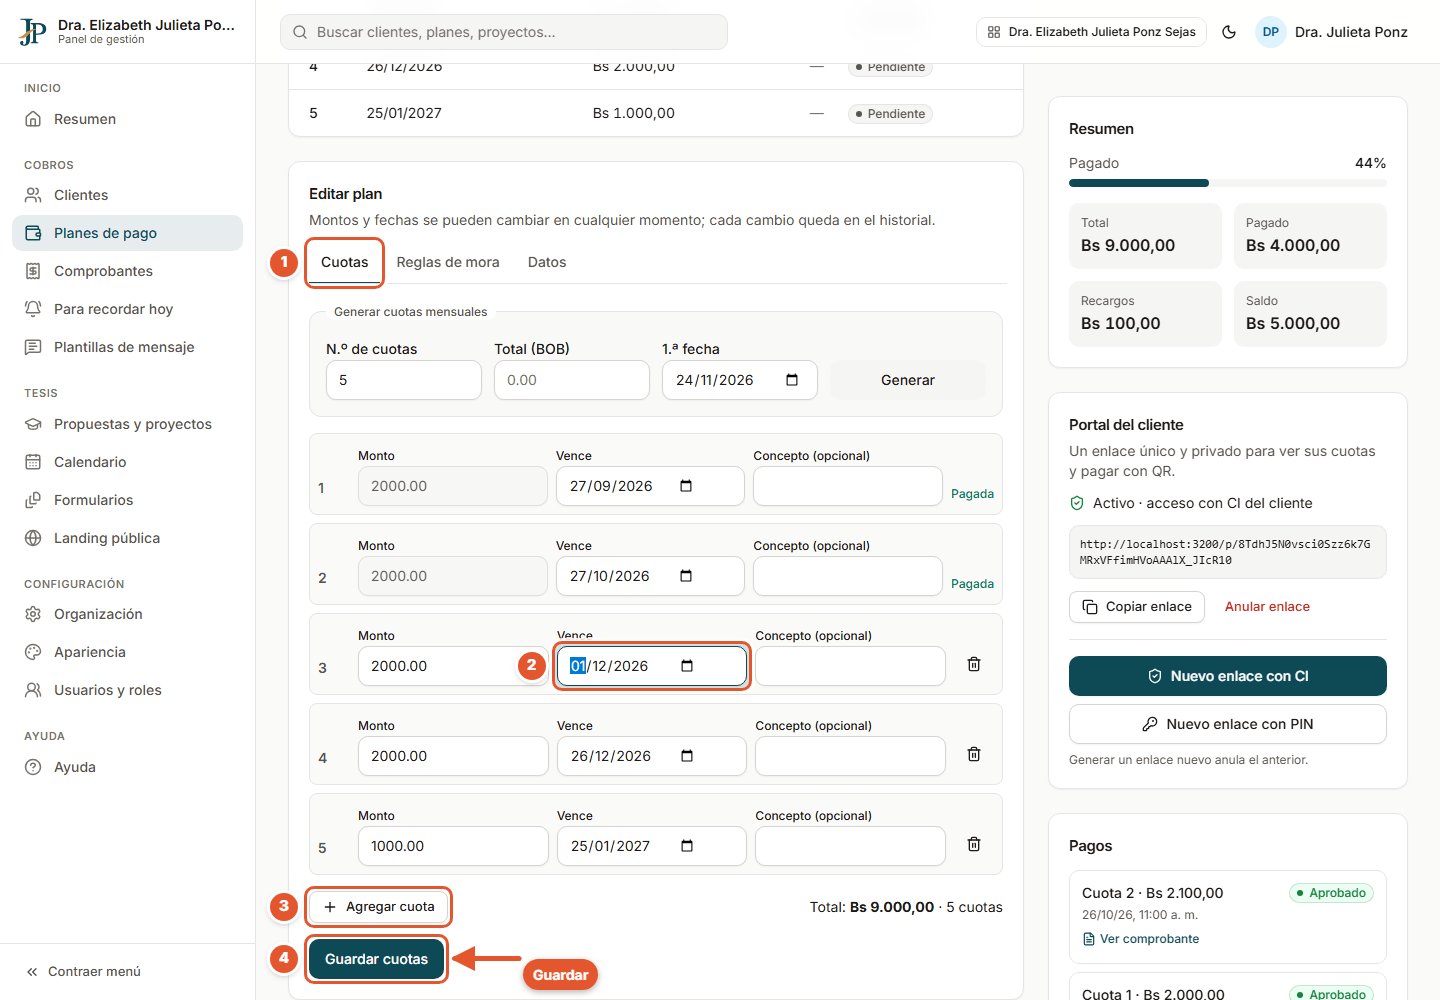 Dra. Elizabeth Julieta Po...
Panel de gestión
Buscar clientes, planes, proyectos...
Dra. Elizabeth Julieta Ponz Sejas
DP
Dra. Julieta Ponz
INICIO
Resumen
COBROS
Clientes
Planes de pago
Comprobantes
Para recordar hoy
Plantillas de mensaje
TESIS
Propuestas y proyectos
Calendario
Formularios
Landing pública
CONFIGURACIÓN
Organización
Apariencia
Usuarios y roles
AYUDA
Ayuda
Contraer menú
4 26/12/2026 Bs 2.000,00 — Pendiente
5 25/01/2027 Bs 1.000,00 — Pendiente
Editar plan
Montos y fechas se pueden cambiar en cualquier momento; cada cambio queda en el historial.
1
Cuotas Reglas de mora Datos
Generar cuotas mensuales
N.º de cuotas Total (BOB) 1.ª fecha
5 0.00 24/11/2026 Generar
Monto Vence Concepto (opcional)
1 2000.00 27/09/2026 Pagada
Monto Vence Concepto (opcional)
2 2000.00 27/10/2026 Pagada
Monto Vence Concepto (opcional)
3 2000.00 2 01/12/2026
Monto Vence Concepto (opcional)
4 2000.00 26/12/2026
Monto Vence Concepto (opcional)
5 1000.00 25/01/2027
3 + Agregar cuota Total: Bs 9.000,00 · 5 cuotas
4 Guardar cuotas
Guardar
Resumen
Pagado 44%
Total Pagado
Bs 9.000,00 Bs 4.000,00
Recargos Saldo
Bs 100,00 Bs 5.000,00
Portal del cliente
Un enlace único y privado para ver sus cuotas
y pagar con QR.
Activo · acceso con CI del cliente
http://localhost:3200/p/8TdhJ5N0vsci0Szz6k7G
MRxVFfimHVoAAAlX_JIcR10
Copiar enlace Anular enlace
Nuevo enlace con CI
Nuevo enlace con PIN
Generar un enlace nuevo anula el anterior.
Pagos
Cuota 2 · Bs 2.100,00 Aprobado
26/10/26, 11:00 a. m.
Ver comprobante
Cuota 1 · Bs 2.000,00 Aprobado